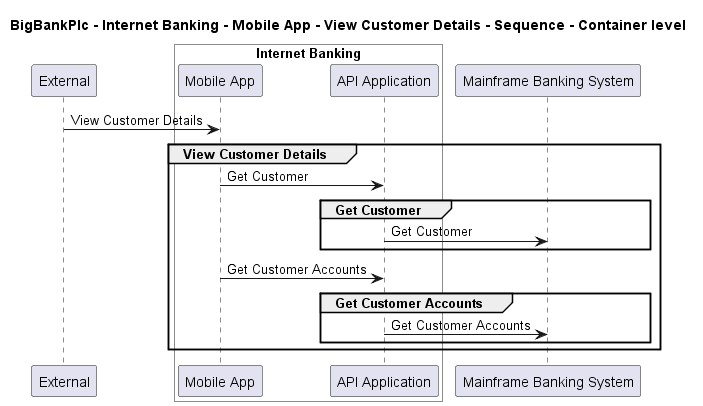 BigBankPlc - Internet Banking - Mobile App - View Customer Details - Sequence - Container level
Internet Banking
External
Mobile App
API Application
Mainframe Banking System
View Customer Details
View Customer Details
Get Customer
Get Customer
Get Customer
Get Customer Accounts
Get Customer Accounts
Get Customer Accounts
External
Mobile App
API Application
Mainframe Banking System